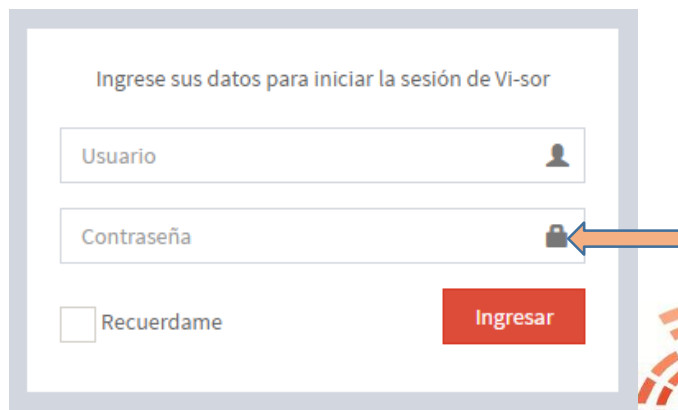 Ingrese sus datos para iniciar la sesión de Vi-sor
Usuario
Contraseña
Recuerdame
Ingresar